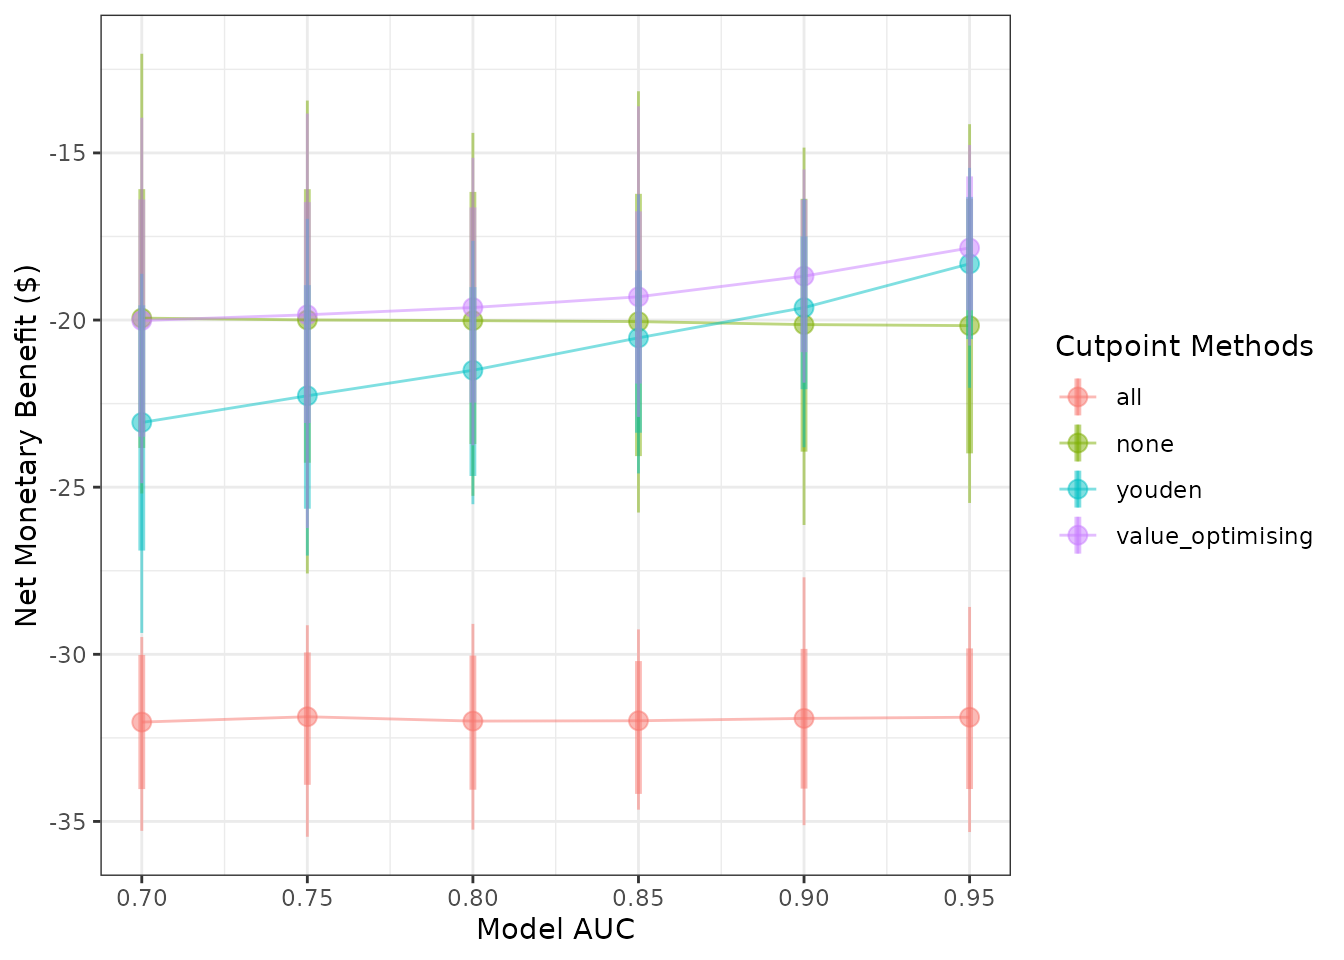 Net Monetary Benefit ($)
-15
-20
-25
-30
-35
0.70 0.75 0.80 0.85 0.90 0.95
Model AUC
Cutpoint Methods
all
none
youden
value_optimising